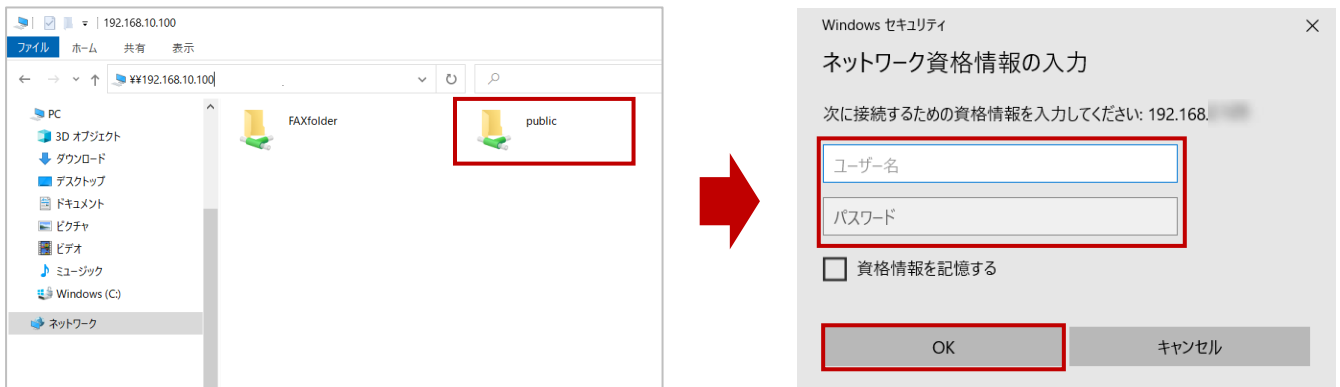 192.168.10.100
ファイル ホーム 共有 表示
¥¥192.168.10.100
PC
3D オブジェクト
ダウンロード
デスクトップ
ドキュメント
ピクチャ
ビデオ
ミュージック
Windows (C:)
ネットワーク
FAXfolder
public
Windows セキュリティ
ネットワーク資格情報の入力
次に接続するための資格情報を入力してください: 192.168.
ユーザー名
パスワード
資格情報を記憶する
OK
キャンセル